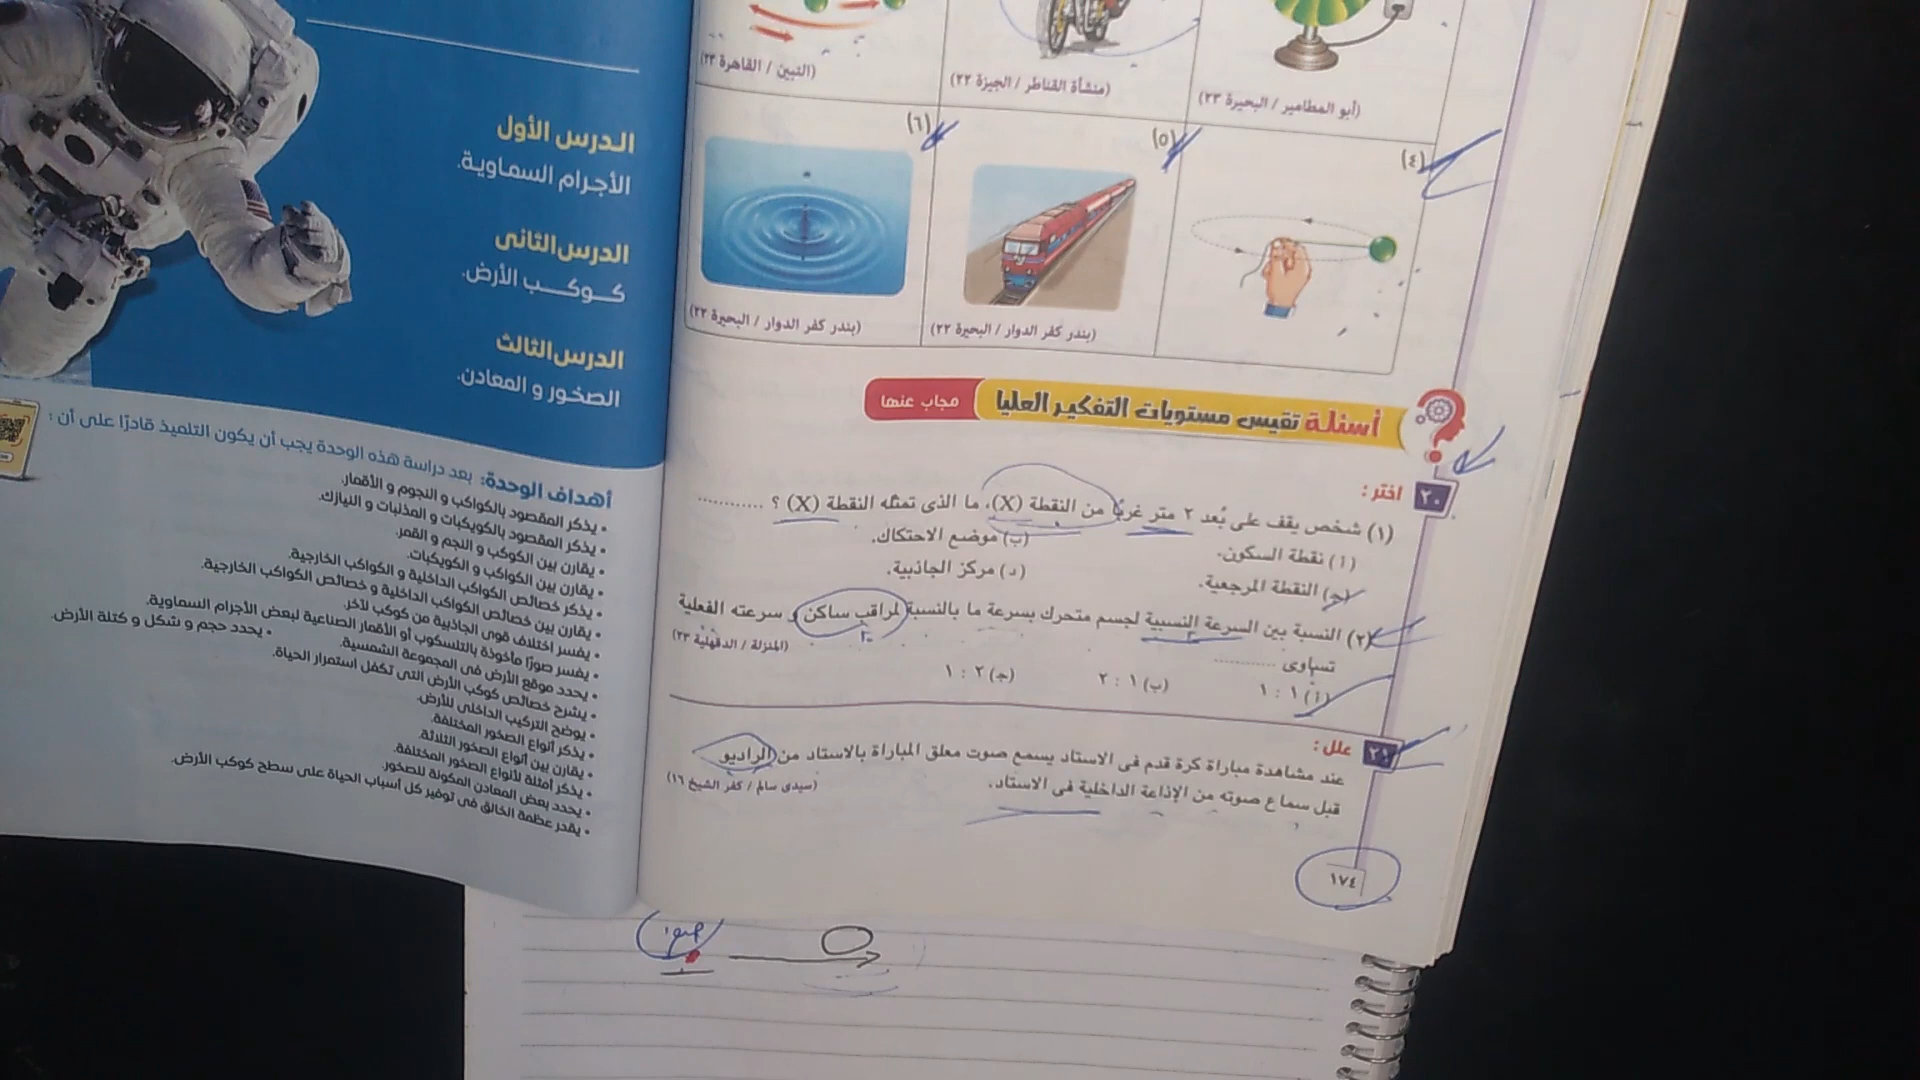 (التبين / القاهرة ٢٣)
(منشأة القناطر / الجيزة ٢٢)
(أبو المطامير / البحيرة ٢٣)
(٤)
(٥)
(٦)
(بندر كفر الدوار / البحيرة ٢٢)
(بندر كفر الدوار / البحيرة ٢٢)
أسئلة تقيس مستويات التفكير العليا
مجاب عنها
٢٠ اختر :
(١) شخص يقف على بُعد ٢ متر غربًا من النقطة (X)، ما الذى تمثله النقطة (X) ؟ ...........
(أ) نقطة السكون.
(ب) موضع الاحتكاك.
(ج) النقطة المرجعية.
(د) مركز الجاذبية.
(٢) النسبة بين السرعة النسبية لجسم متحرك بسرعة ما بالنسبة لمراقب ساكن و سرعته الفعلية
تساوى ...........
(المنزلة / الدقهلية ٢٣)
(أ) ١ : ١
(ب) ١ : ٢
(ج) ٢ : ١
٢١ علل :
عند مشاهدة مباراة كرة قدم فى الاستاد يسمع صوت معلق المباراة بالاستاد من الراديو
قبل سماع صوته من الإذاعة الداخلية فى الاستاد.
(سيدى سالم / كفر الشيخ ١٦)
١٧٤
الدرس الأول
الأجرام السماوية.
الدرس الثانى
كوكب الأرض.
الدرس الثالث
الصخور و المعادن.
أهداف الوحدة: بعد دراسة هذه الوحدة يجب أن يكون التلميذ قادرًا على أن :
• يذكر المقصود بالكواكب و النجوم و الأقمار.
• يذكر المقصود بالكويكبات و المذنبات و النيازك.
• يقارن بين الكوكب و النجم و القمر.
• يقارن بين الكواكب و الكويكبات.
• يذكر خصائص الكواكب الداخلية و الكواكب الخارجية.
• يقارن بين خصائص الكواكب الداخلية و خصائص الكواكب الخارجية.
• يفسر اختلاف قوى الجاذبية من كوكب لآخر.
• يفسر صورًا مأخوذة بالتلسكوب أو الأقمار الصناعية لبعض الأجرام السماوية.
• يحدد موقع الأرض فى المجموعة الشمسية.
• يحدد حجم و شكل و كتلة الأرض.
• يشرح خصائص كوكب الأرض التى تكفل استمرار الحياة.
• يوضح التركيب الداخلى للأرض.
• يذكر أنواع الصخور المختلفة.
• يقارن بين أنواع الصخور الثلاثة.
• يذكر أمثلة لأنواع الصخور المختلفة.
• يحدد بعض المعادن المكونة للصخور.
• يقدر عظمة الخالق فى توفير كل أسباب الحياة على سطح كوكب الأرض.